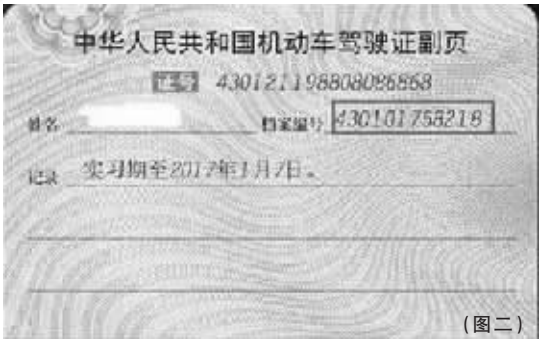 中华人民共和国机动车驾驶证副页
证号 430121198808086868
姓名 档案编号 430101758218
记录 实习期至2017年1月7日。
(图二)